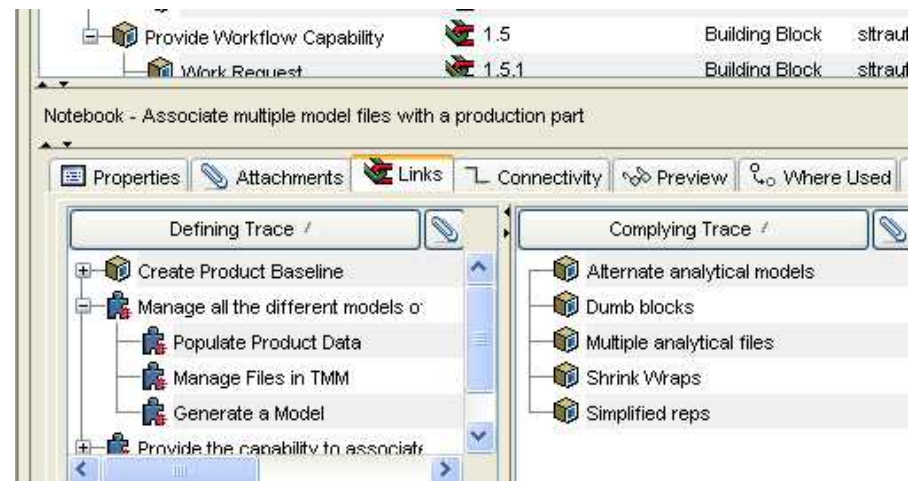 Provide Workflow Capability 1.5 Building Block sltrauf
Work Request 1.5.1 Building Block sltrauf
Notebook - Associate multiple model files with a production part
Properties Attachments Links Connectivity Preview Where Used
Defining Trace Complying Trace
Create Product Baseline
Manage all the different models o
Populate Product Data
Manage Files in TMM
Generate a Model
Provide the capability to associate
Alternate analytical models
Dumb blocks
Multiple analytical files
Shrink Wraps
Simplified reps